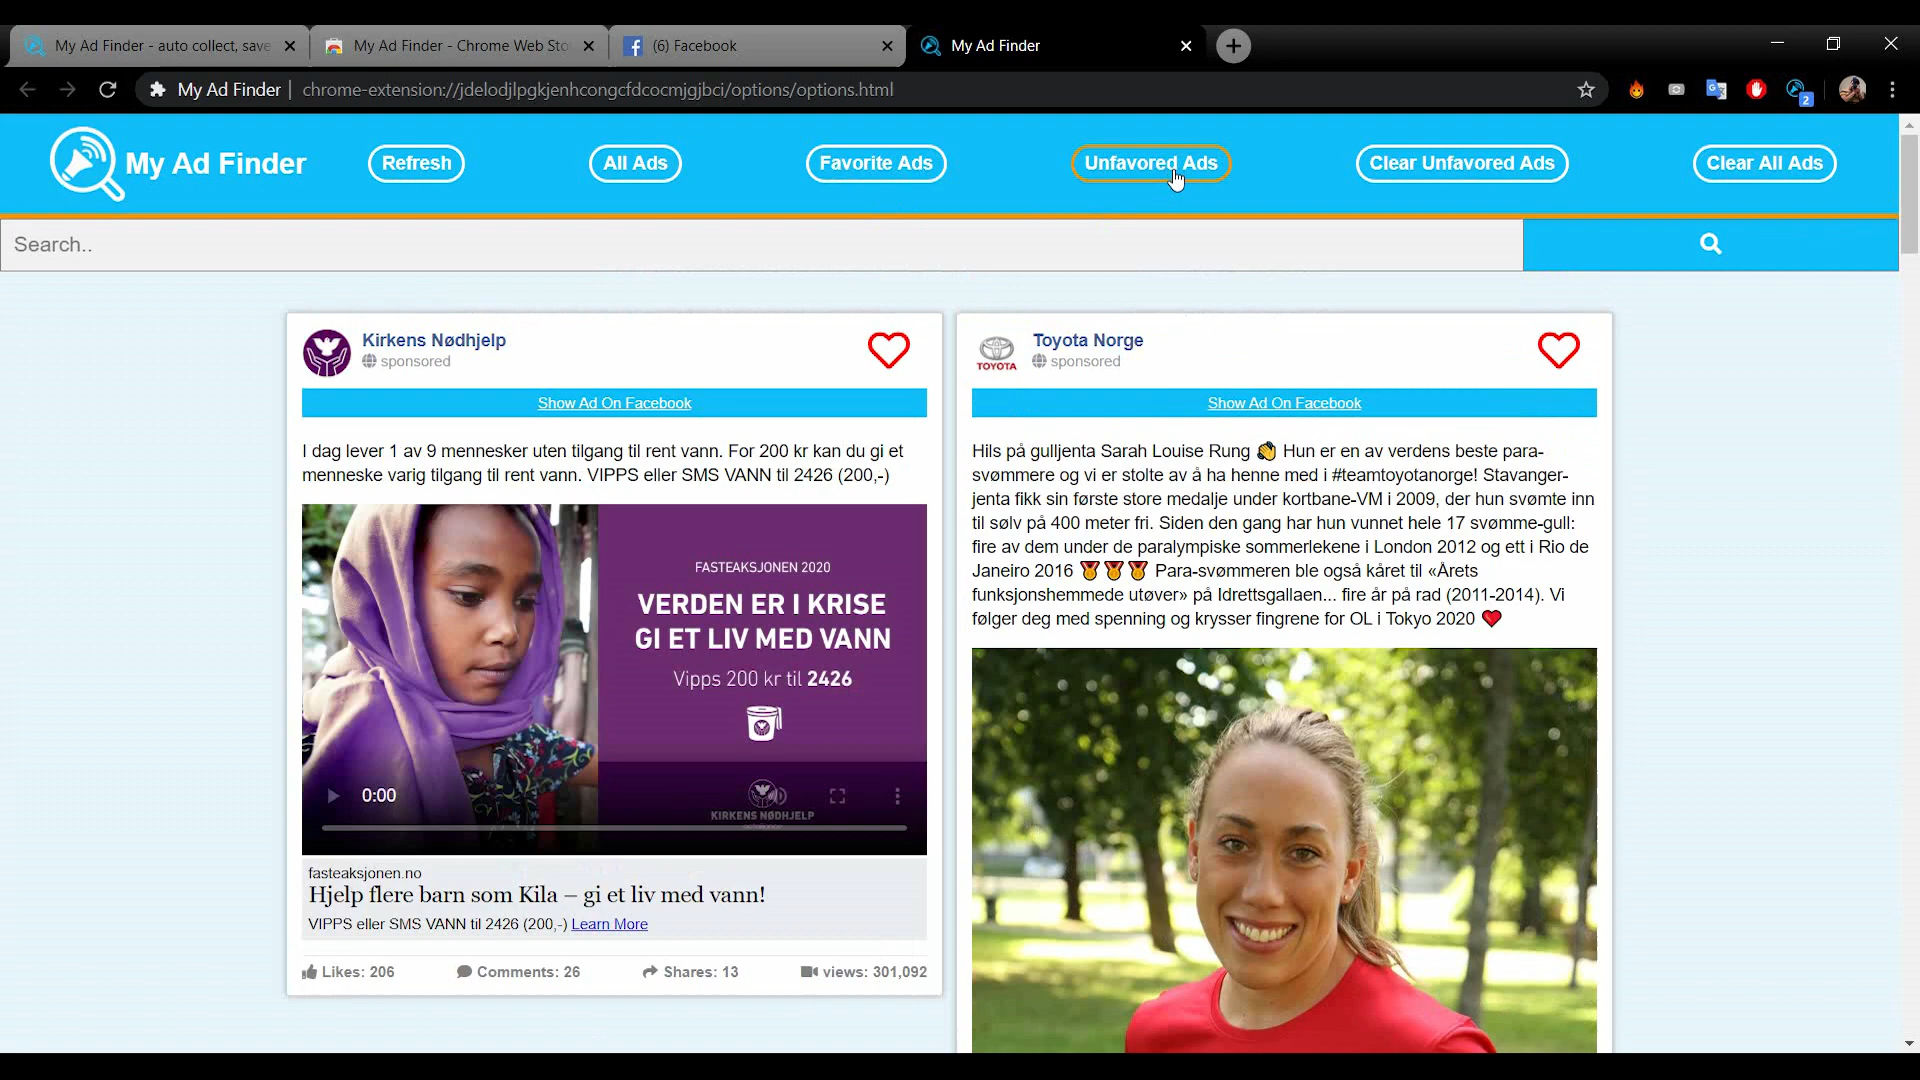 My Ad Finder - auto collect, save
My Ad Finder - Chrome Web Sto
(6) Facebook
My Ad Finder
My Ad Finder | chrome-extension://jdelodjlpgkjenhcongcfdcocmjgjbci/options/options.html
2
My Ad Finder
Refresh
All Ads
Favorite Ads
Unfavored Ads
Clear Unfavored Ads
Clear All Ads
Search..
Kirkens Nødhjelp
sponsored
Show Ad On Facebook
I dag lever 1 av 9 mennesker uten tilgang til rent vann. For 200 kr kan du gi et
menneske varig tilgang til rent vann. VIPPS eller SMS VANN til 2426 (200,-)
FASTEAKSJONEN 2020
VERDEN ER I KRISE
GI ET LIV MED VANN
Vipps 200 kr til 2426
0:00
KIRKENS NØDHJELP
fasteaksjonen.no
Hjelp flere barn som Kila – gi et liv med vann!
VIPPS eller SMS VANN til 2426 (200,-) Learn More
Likes: 206
Comments: 26
Shares: 13
views: 301,092
TOYOTA
Toyota Norge
sponsored
Show Ad On Facebook
Hils på gulljenta Sarah Louise Rung 👏 Hun er en av verdens beste para-
svømmere og vi er stolte av å ha henne med i #teamtoyotanorge! Stavanger-
jenta fikk sin første store medalje under kortbane-VM i 2009, der hun svømte inn
til sølv på 400 meter fri. Siden den gang har hun vunnet hele 17 svømme-gull:
fire av dem under de paralympiske sommerlekene i London 2012 og ett i Rio de
Janeiro 2016 🏅🏅🏅 Para-svømmeren ble også kåret til «Årets
funksjonshemmede utøver» på Idrettsgallaen... fire år på rad (2011-2014). Vi
følger deg med spenning og krysser fingrene for OL i Tokyo 2020 ❤️